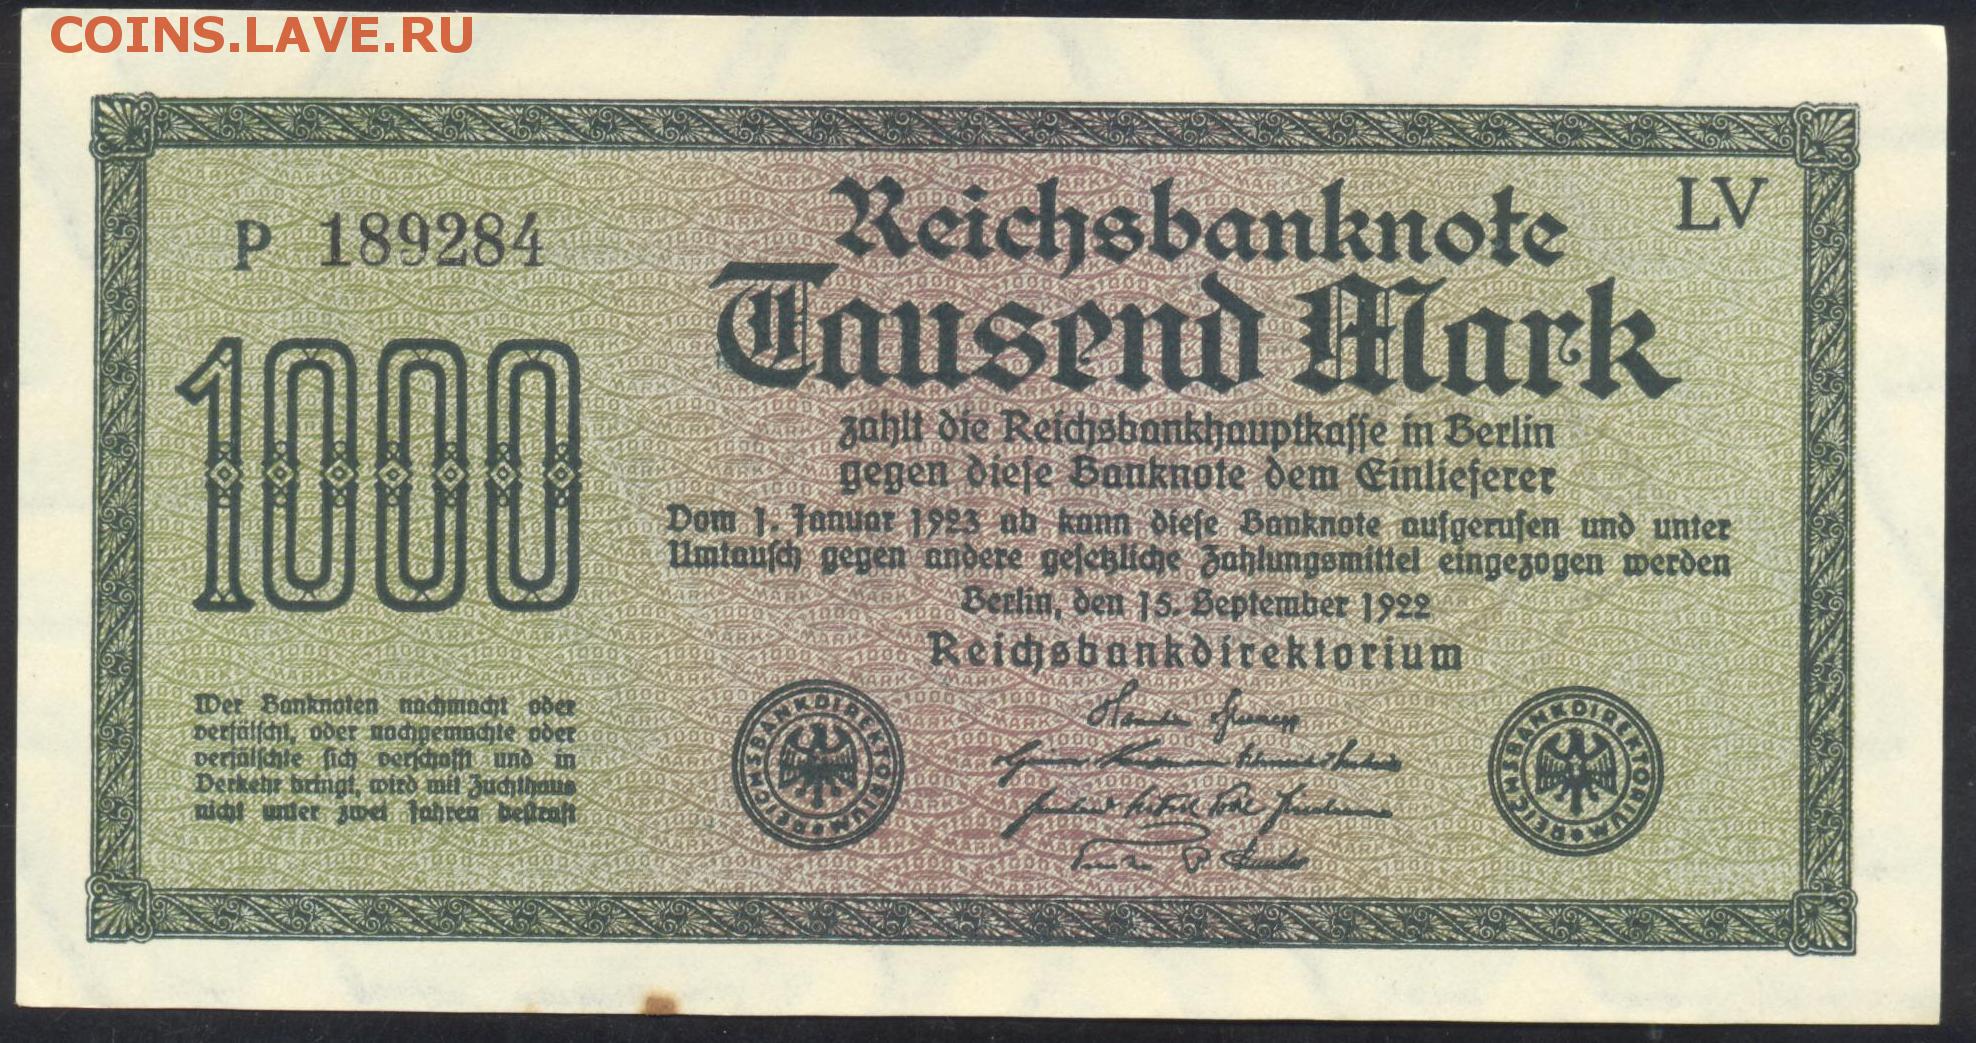 COINS.LAVE.RU
P 189284
LV
Reichsbanknote
Tausend Mark
1000
zahlt die Reichsbankhauptkasse in Berlin
gegen diese Banknote dem Einlieferer
Vom 1. Januar 1923 ab kann diese Banknote aufgerufen und unter
Umtausch gegen andere gesetzliche Zahlungsmittel eingezogen werden
Berlin, den 15. September 1922
Reichsbankdirektorium
Wer Banknoten nachmacht oder
verfälscht, oder nachgemachte oder
verfälschte sich verschafft und in
Verkehr bringt, wird mit Zuchthaus
nicht unter zwei Jahren bestraft
REICHSBANKDIREKTORIUM
REICHSBANKDIREKTORIUM